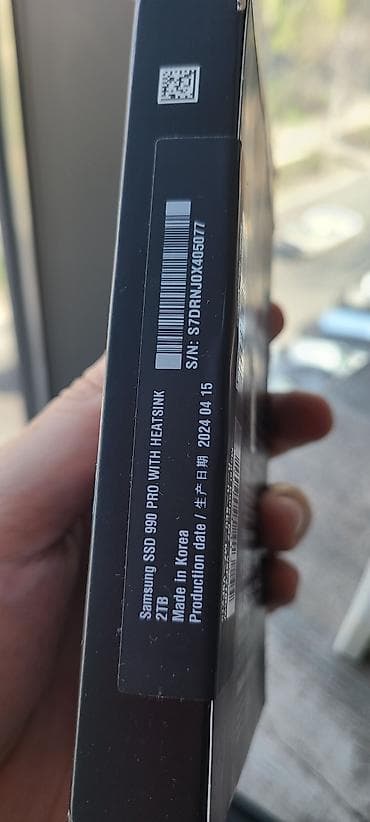 Samsung SSD 990 PRO WITH HEATSINK
2TB
Made In Korea
Production date / 生产日期 2024 04 15
S/N: S7DRNJ0X405077